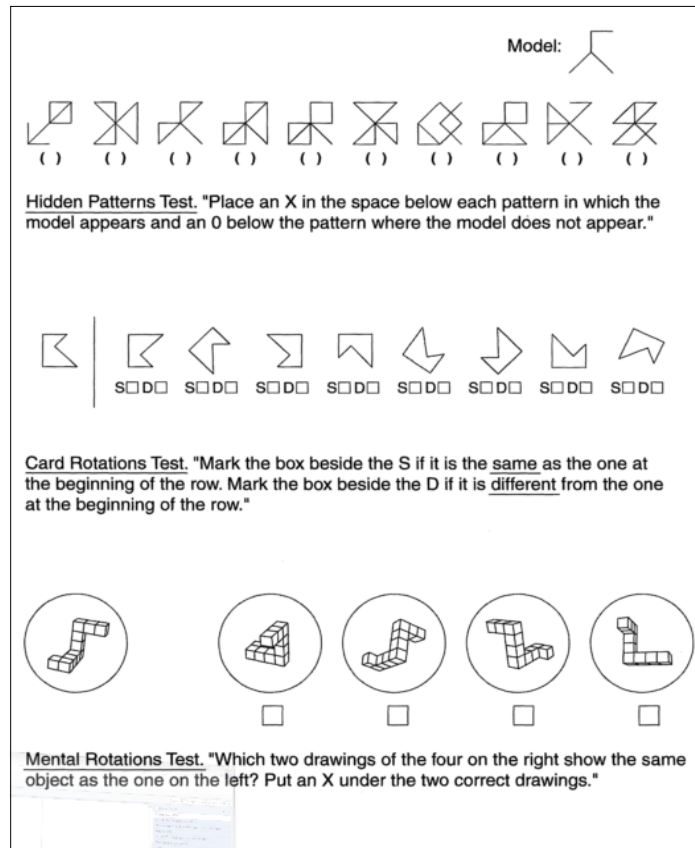 Model:
( ) ( ) ( ) ( ) ( ) ( ) ( ) ( ) ( ) ( )
Hidden Patterns Test. "Place an X in the space below each pattern in which the
model appears and an 0 below the pattern where the model does not appear."
S□ D□ S□ D□ S□ D□ S□ D□ S□ D□ S□ D□ S□ D□ S□ D□
Card Rotations Test. "Mark the box beside the S if it is the same as the one at
the beginning of the row. Mark the box beside the D if it is different from the one
at the beginning of the row."
Mental Rotations Test. "Which two drawings of the four on the right show the same
object as the one on the left? Put an X under the two correct drawings."